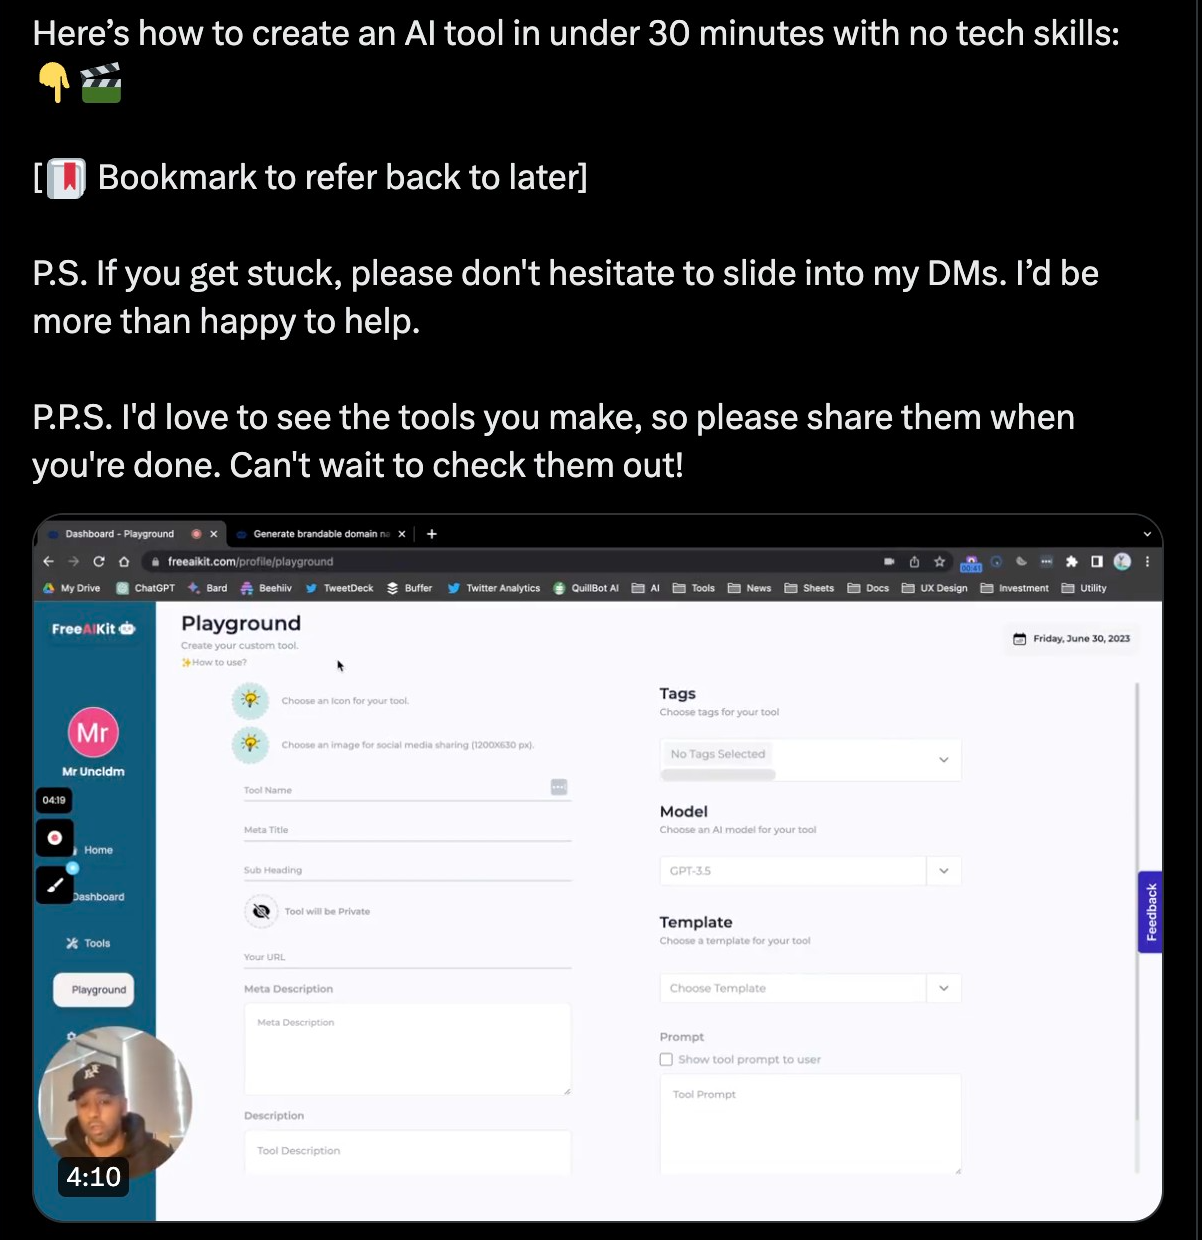 Here’s how to create an AI tool in under 30 minutes with no tech skills:
👇🎬
[🔖 Bookmark to refer back to later]
P.S. If you get stuck, please don't hesitate to slide into my DMs. I’d be
more than happy to help.
P.P.S. I'd love to see the tools you make, so please share them when
you're done. Can't wait to check them out!
Dashboard - Playground
Generate brandable domain na
freeaikit.com/profile/playground
00:41
My Drive ChatGPT Bard Beehiiv TweetDeck Buffer Twitter Analytics QuillBot AI AI Tools News Sheets Docs UX Design Investment Utility
FreeAIKit
Mr
Mr Uncldm
04:19
Home
Dashboard
Tools
Playground
4:10
Playground
Create your custom tool.
✨How to use?
Friday, June 30, 2023
Choose an Icon for your tool.
Choose an image for social media sharing (1200X630 px).
Tool Name
Meta Title
Sub Heading
Tool will be Private
Your URL
Meta Description
Meta Description
Description
Tool Description
Tags
Choose tags for your tool
No Tags Selected
Model
Choose an AI model for your tool
GPT-3.5
Template
Choose a template for your tool
Choose Template
Prompt
Show tool prompt to user
Tool Prompt
Feedback